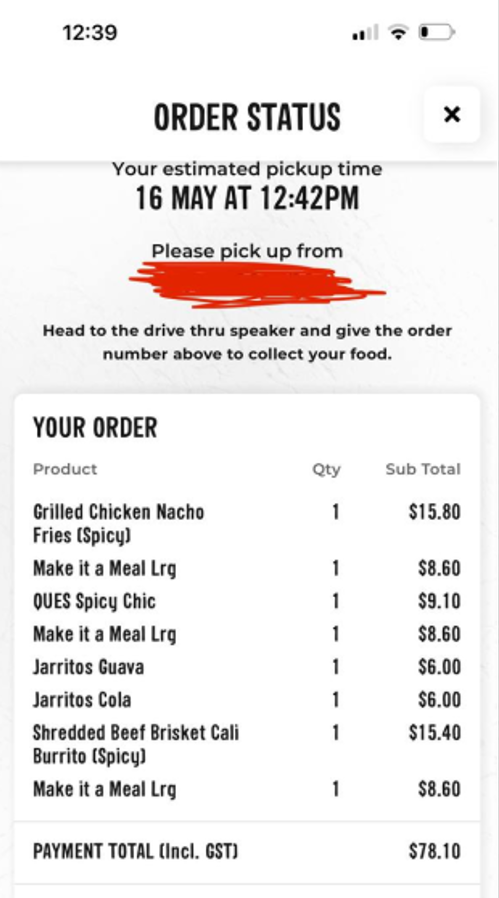 12:39
ORDER STATUS
Your estimated pickup time
16 MAY AT 12:42PM
Please pick up from
Head to the drive thru speaker and give the order
number above to collect your food.
YOUR ORDER
Product Qty Sub Total
Grilled Chicken Nacho 1 $15.80
Fries (Spicy)
Make it a Meal Lrg 1 $8.60
QUES Spicy Chic 1 $9.10
Make it a Meal Lrg 1 $8.60
Jarritos Guava 1 $6.00
Jarritos Cola 1 $6.00
Shredded Beef Brisket Cali 1 $15.40
Burrito (Spicy)
Make it a Meal Lrg 1 $8.60
PAYMENT TOTAL (Incl. GST) $78.10